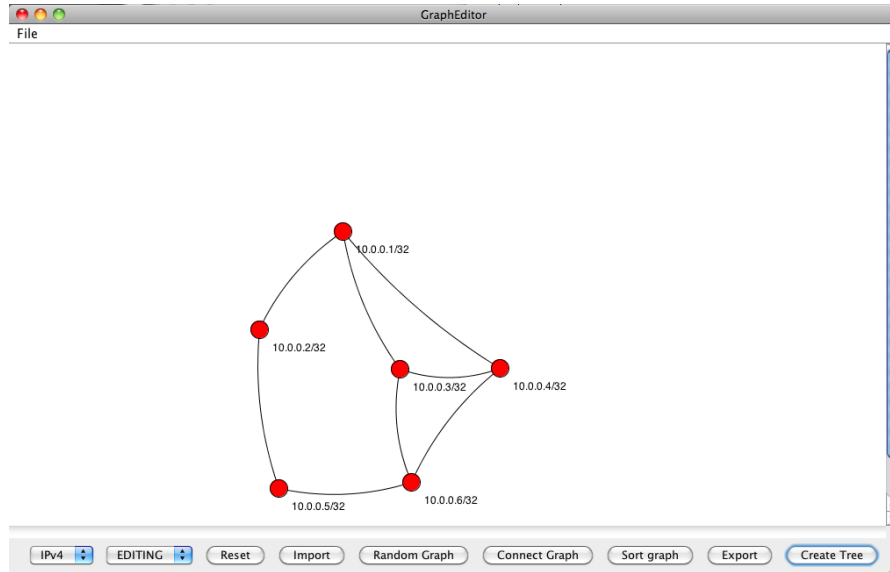 GraphEditor
File
10.0.0.1/32
10.0.0.2/32
10.0.0.3/32
10.0.0.4/32
10.0.0.5/32
10.0.0.6/32
IPv4 EDITING Reset Import Random Graph Connect Graph Sort graph Export Create Tree